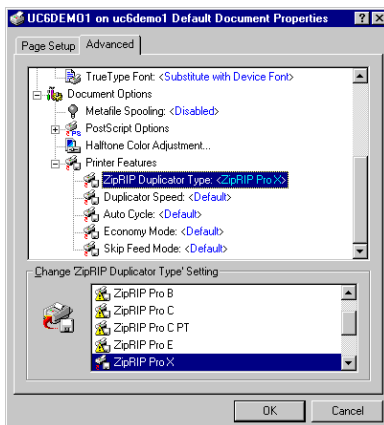 UC6DEMO1 on uc6demo1 Default Document Properties
Page Setup Advanced
TrueType Font: <Substitute with Device Font>
Document Options
Metafile Spooling: <Disabled>
PostScript Options
Halftone Color Adjustment...
Printer Features
ZipRIP Duplicator Type: <ZipRIP Pro X>
Duplicator Speed: <Default>
Auto Cycle: <Default>
Economy Mode: <Default>
Skip Feed Mode: <Default>
Change 'ZipRIP Duplicator Type' Setting
ZipRIP Pro B
ZipRIP Pro C
ZipRIP Pro C PT
ZipRIP Pro E
ZipRIP Pro X
OK Cancel